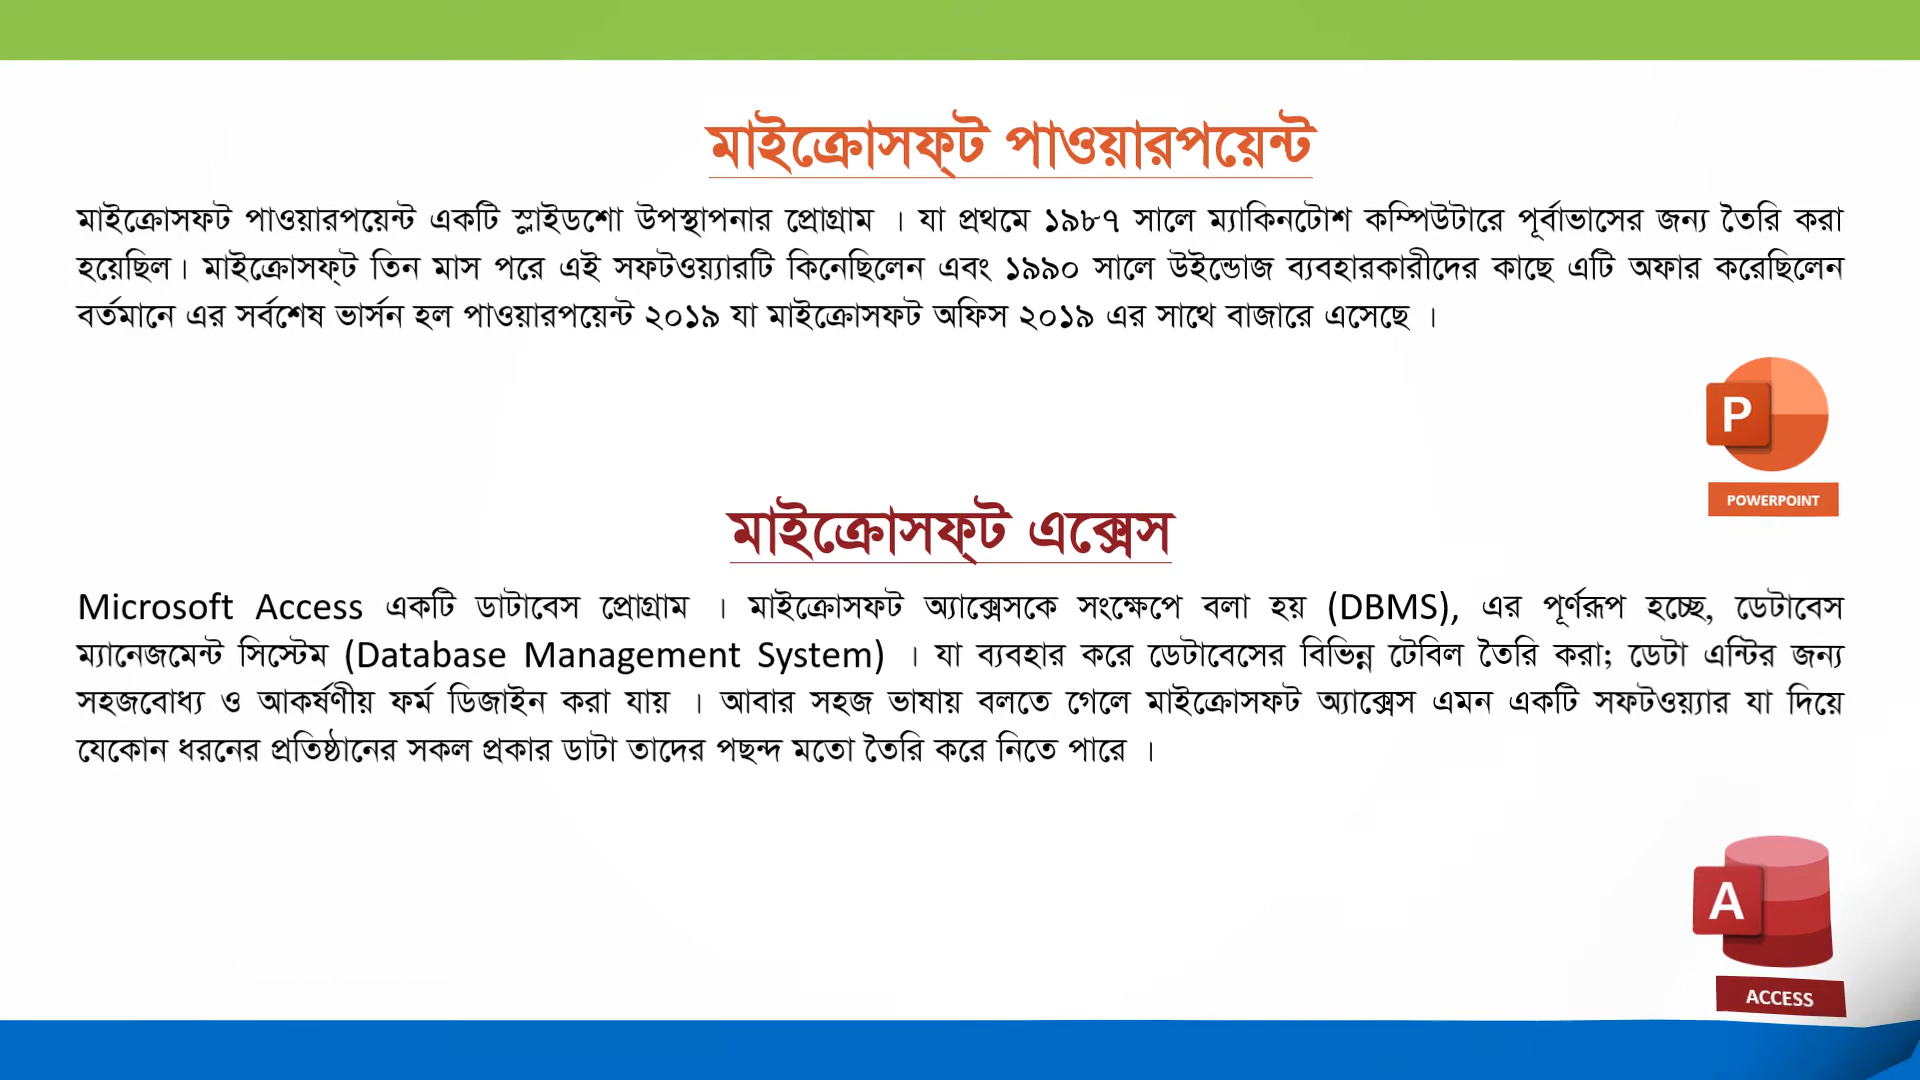 মাইক্রোসফ্‌ট পাওয়ারপয়েন্ট
মাইক্রোসফট পাওয়ারপয়েন্ট একটি স্লাইডশো উপস্থাপনার প্রোগ্রাম । যা প্রথমে ১৯৮৭ সালে ম্যাকিনটোশ কম্পিউটারে পূর্বাভাসের জন্য তৈরি করা
হয়েছিল। মাইক্রোসফ্‌ট তিন মাস পরে এই সফটওয়্যারটি কিনেছিলেন এবং ১৯৯০ সালে উইন্ডোজ ব্যবহারকারীদের কাছে এটি অফার করেছিলেন
বর্তমানে এর সর্বশেষ ভার্সন হল পাওয়ারপয়েন্ট ২০১৯ যা মাইক্রোসফট অফিস ২০১৯ এর সাথে বাজারে এসেছে ।
P
POWERPOINT
মাইক্রোসফ্‌ট এক্সেস
Microsoft Access একটি ডাটাবেস প্রোগ্রাম । মাইক্রোসফট অ্যাক্সেসকে সংক্ষেপে বলা হয় (DBMS), এর পূর্ণরূপ হচ্ছে, ডেটাবেস
ম্যানেজমেন্ট সিস্টেম (Database Management System) । যা ব্যবহার করে ডেটাবেসের বিভিন্ন টেবিল তৈরি করা; ডেটা এন্টির জন্য
সহজবোধ্য ও আকর্ষণীয় ফর্ম ডিজাইন করা যায় । আবার সহজ ভাষায় বলতে গেলে মাইক্রোসফট অ্যাক্সেস এমন একটি সফটওয়্যার যা দিয়ে
যেকোন ধরনের প্রতিষ্ঠানের সকল প্রকার ডাটা তাদের পছন্দ মতো তৈরি করে নিতে পারে ।
A
ACCESS